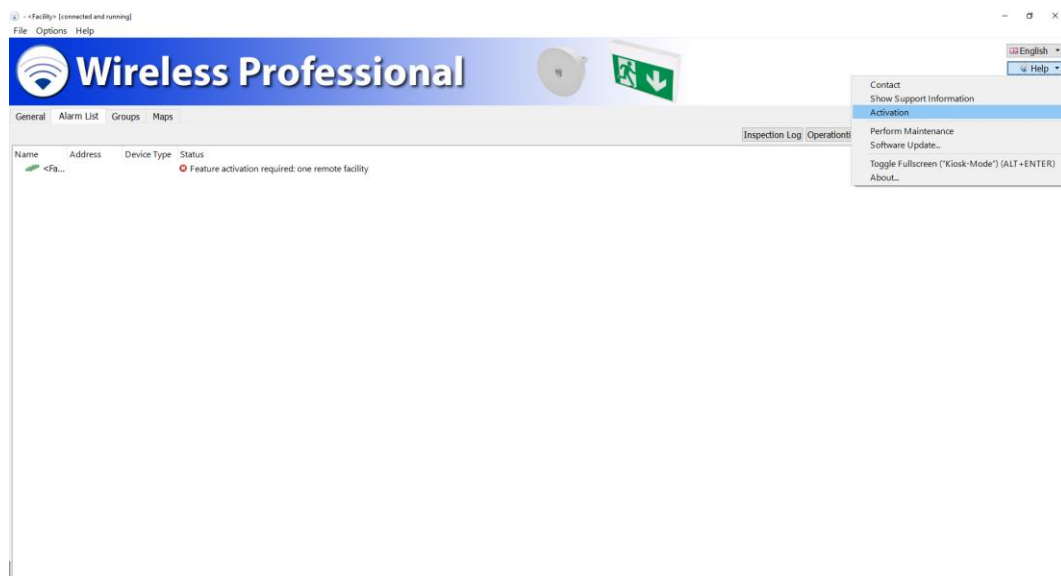 - <Facility> [connected and running]
File Options Help
Wireless Professional
English
Help
General Alarm List Groups Maps
Inspection Log
Contact
Show Support Information
Activation
Perform Maintenance
Software Update...
Toggle Fullscreen ("Kiosk-Mode") (ALT+ENTER)
About...
Name Address Device Type Status
<Fa... Feature activation required: one remote facility